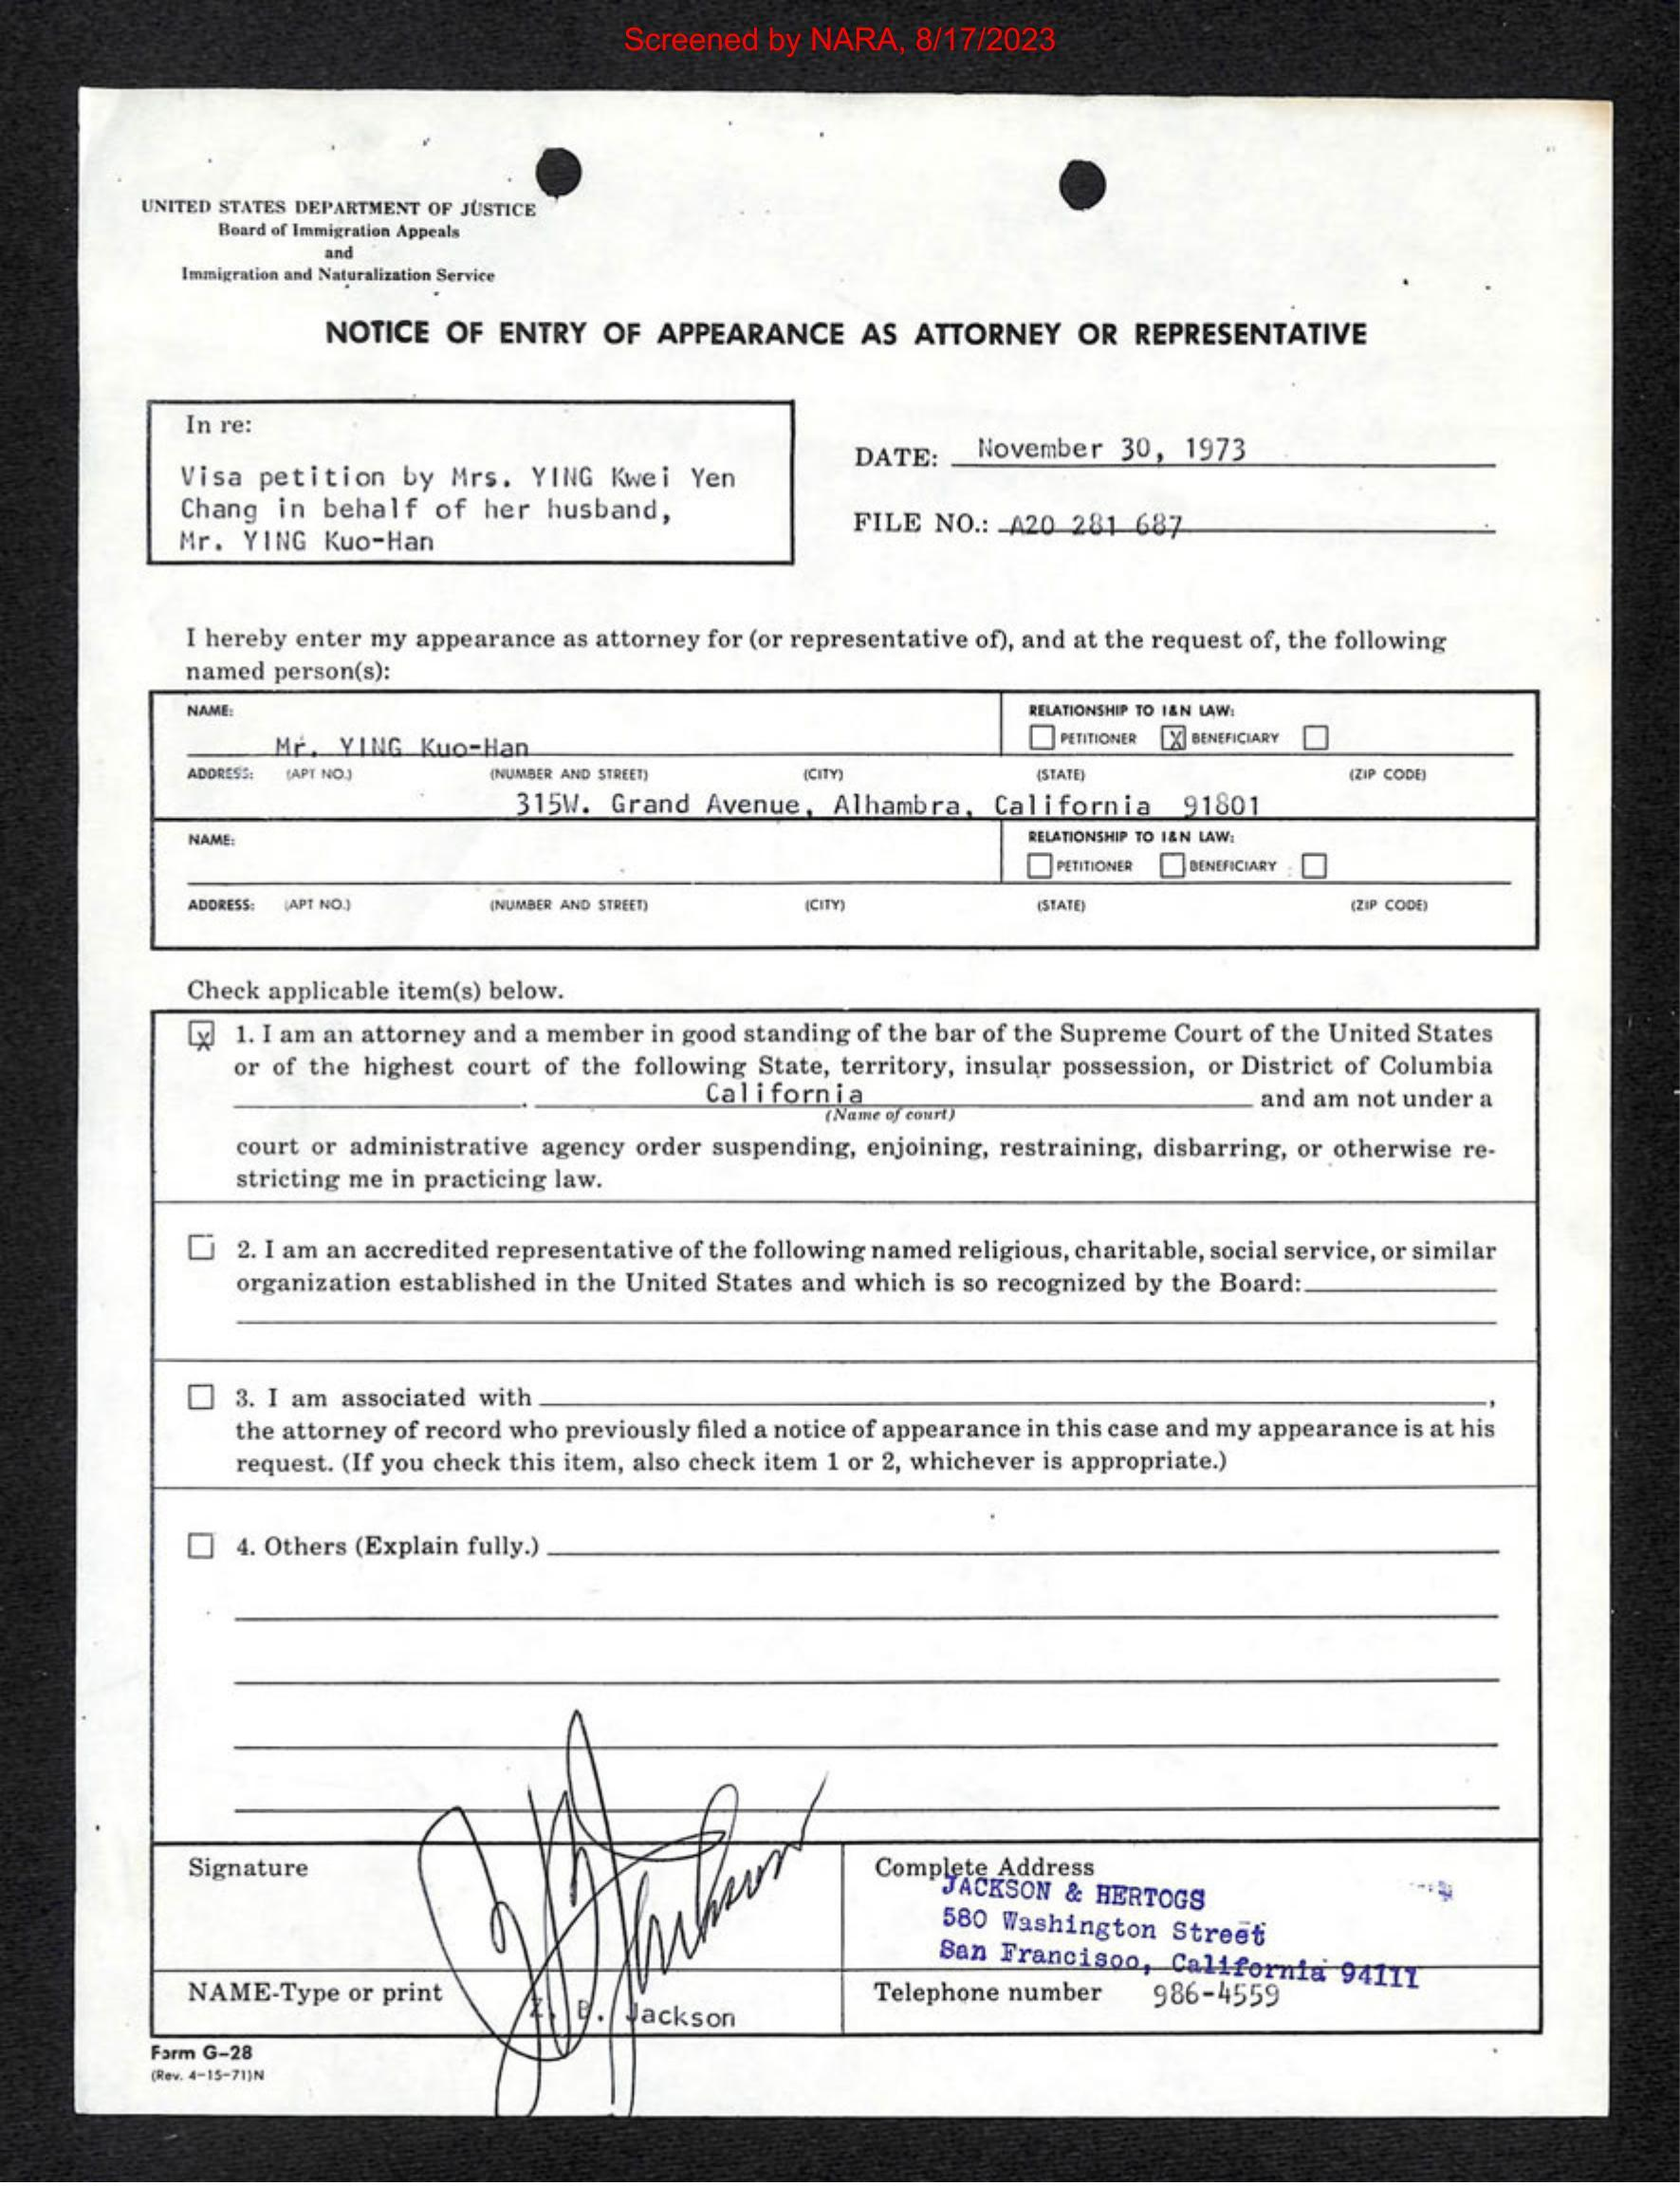 Screened by NARA, 8/17/2023
UNITED STATES DEPARTMENT OF JUSTICE
Board of Immigration Appeals
and
Immigration and Naturalization Service
NOTICE OF ENTRY OF APPEARANCE AS ATTORNEY OR REPRESENTATIVE
In re:
Visa petition by Mrs. YING Kwei Yen
Chang in behalf of her husband,
Mr. YING Kuo-Han
DATE: November 30, 1973
FILE NO.: A20 281 687
I hereby enter my appearance as attorney for (or representative of), and at the request of, the following
named person(s):
NAME: RELATIONSHIP TO I&N LAW:
Mr. YING Kuo-Han PETITIONER X BENEFICIARY
ADDRESS: (APT NO.) (NUMBER AND STREET) (CITY) (STATE) (ZIP CODE)
315W. Grand Avenue, Alhambra, California 91801
NAME: RELATIONSHIP TO I&N LAW:
PETITIONER BENEFICIARY
ADDRESS: (APT NO.) (NUMBER AND STREET) (CITY) (STATE) (ZIP CODE)
Check applicable item(s) below.
X 1. I am an attorney and a member in good standing of the bar of the Supreme Court of the United States
or of the highest court of the following State, territory, insular possession, or District of Columbia
California and am not under a
(Name of court)
court or administrative agency order suspending, enjoining, restraining, disbarring, or otherwise re-
stricting me in practicing law.
2. I am an accredited representative of the following named religious, charitable, social service, or similar
organization established in the United States and which is so recognized by the Board:
3. I am associated with ,
the attorney of record who previously filed a notice of appearance in this case and my appearance is at his
request. (If you check this item, also check item 1 or 2, whichever is appropriate.)
4. Others (Explain fully.)
Signature
Complete Address
JACKSON & HERTOGS
580 Washington Street
San Francisoo, California 94111
NAME-Type or print
Z. B. Jackson
Telephone number 986-4559
Form G-28
(Rev. 4-15-71)N